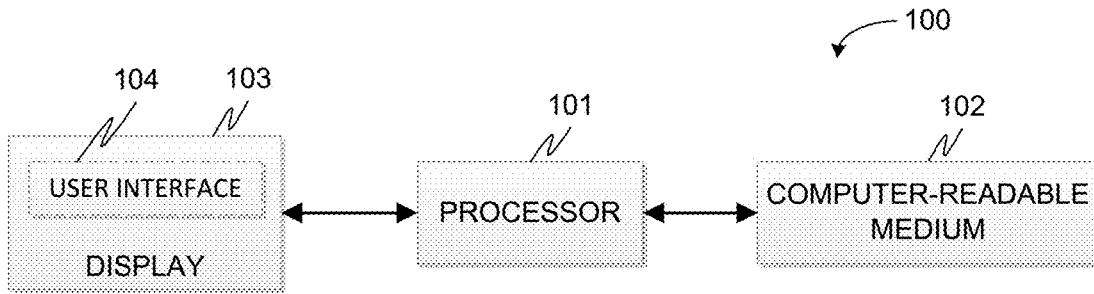 100
104
103
101
102
USER INTERFACE
DISPLAY
PROCESSOR
COMPUTER-READABLE
MEDIUM